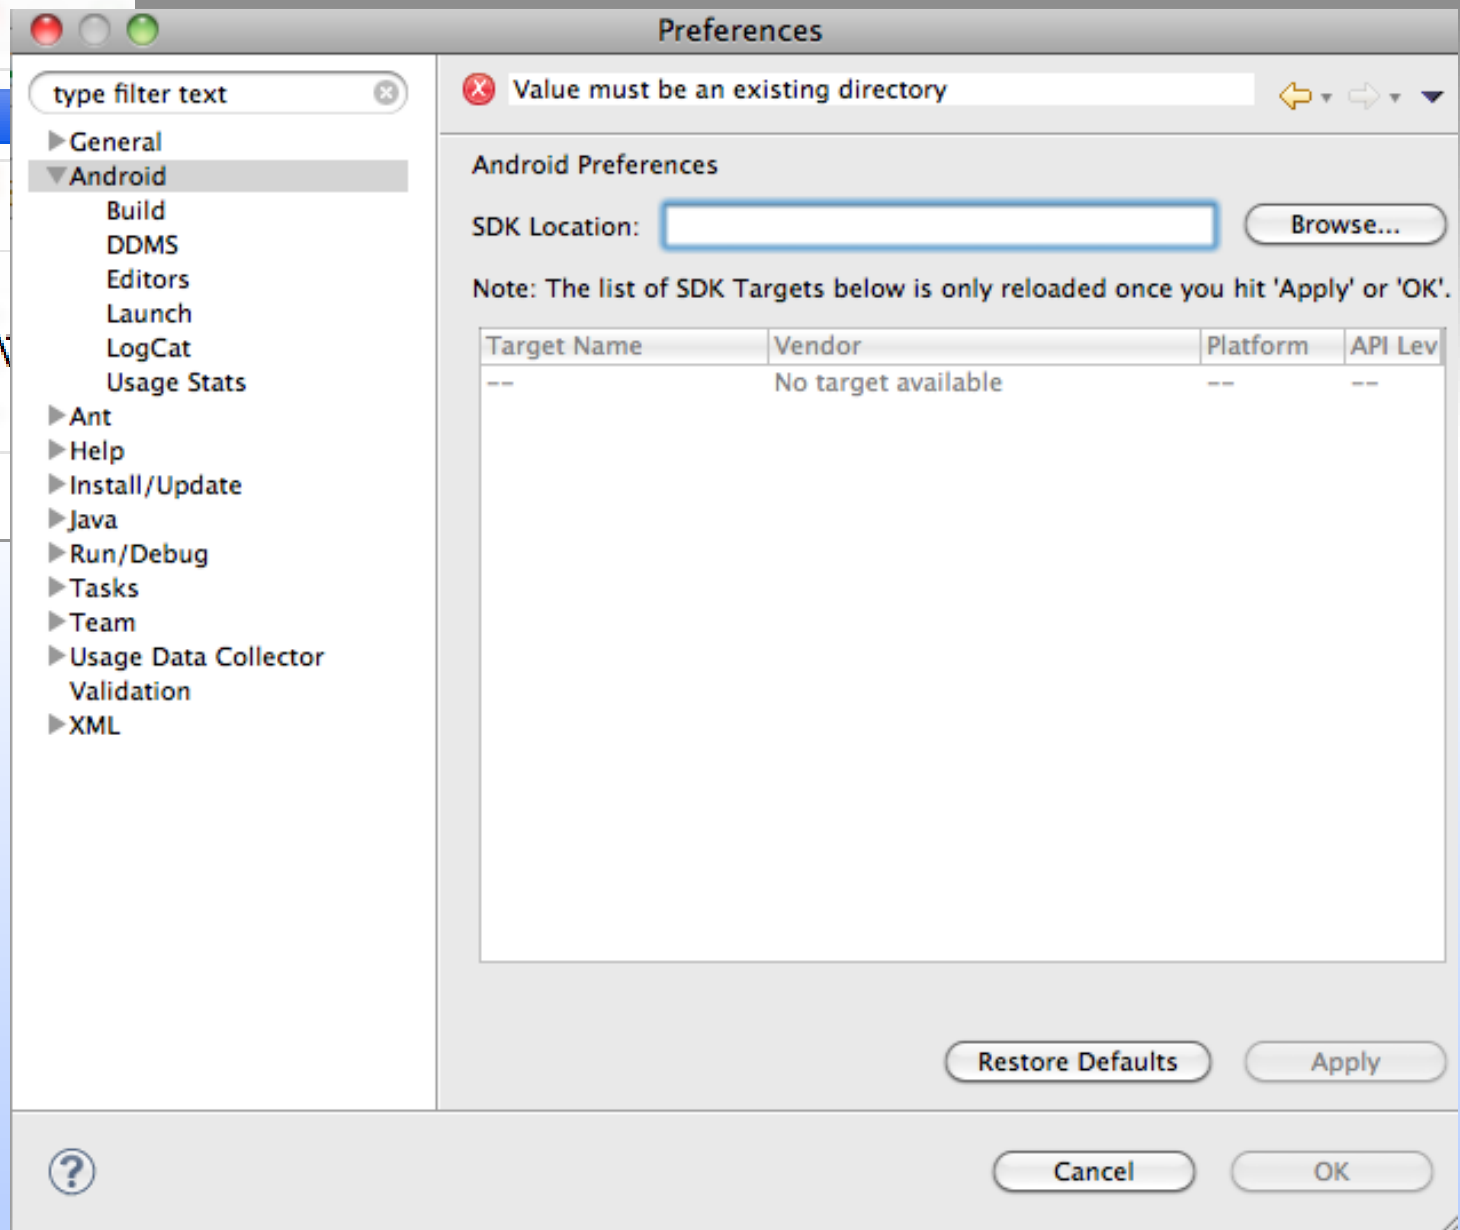 Preferences
type filter text
General
Android
Build
DDMS
Editors
Launch
LogCat
Usage Stats
Ant
Help
Install/Update
Java
Run/Debug
Tasks
Team
Usage Data Collector
Validation
XML
Value must be an existing directory
Android Preferences
SDK Location:
Browse...
Note: The list of SDK Targets below is only reloaded once you hit 'Apply' or 'OK'.
Target Name Vendor Platform API Lev
-- No target available -- --
Restore Defaults Apply
? Cancel OK